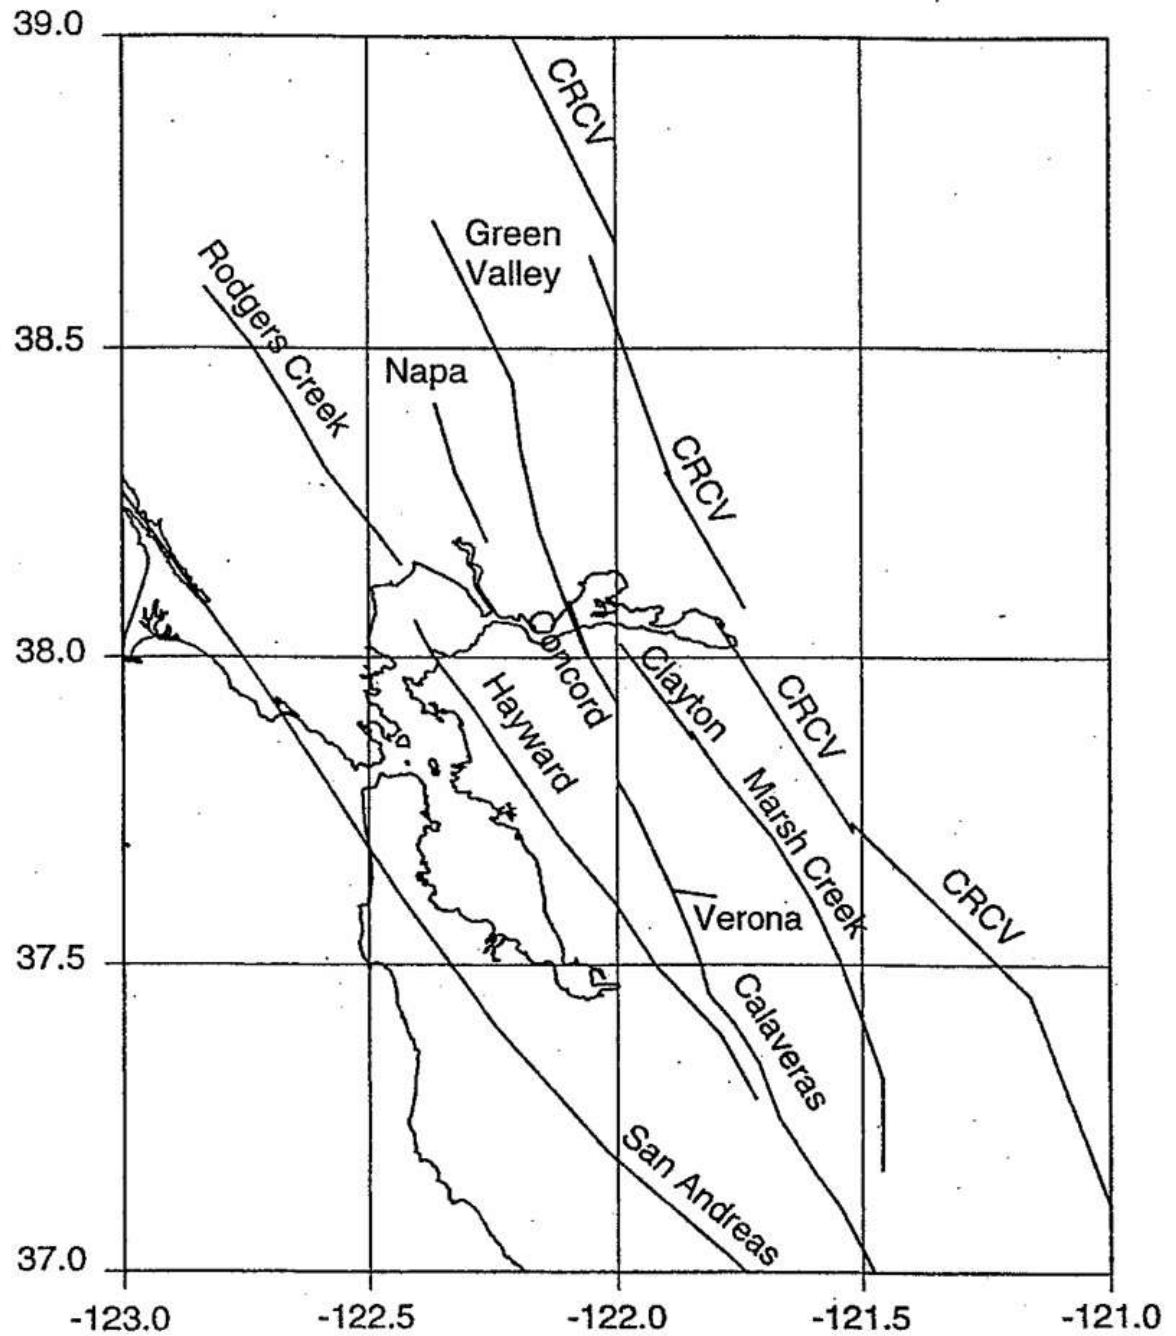 39.0
CRCV
Green
Valley
Rodgers Creek
38.5
Napa
CRCV
38.0
oncord
Clayton
Hayward
CRCV
Marsh Creek
CRCV
Verona
37.5
Calaveras
San Andreas
37.0
-123.0
-122.5
-122.0
-121.5
-121.0